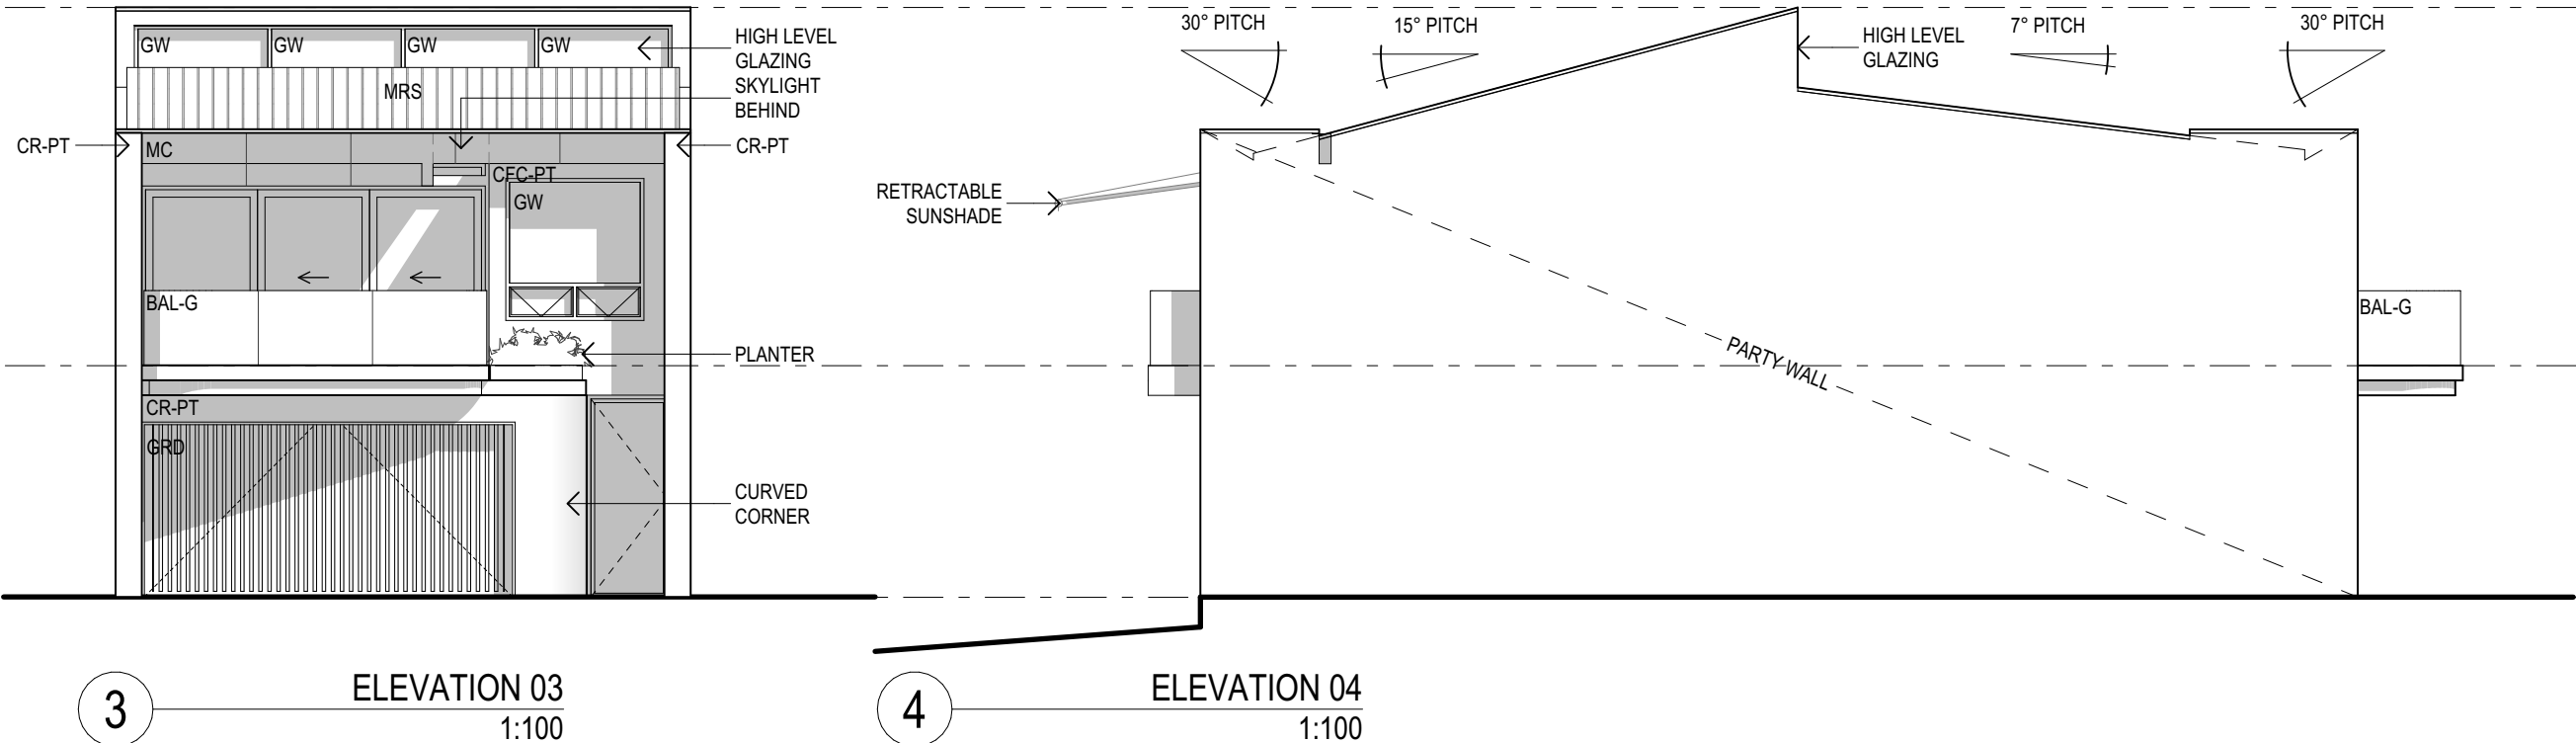 GW
GW
GW
GW
HIGH LEVEL
GLAZING
SKYLIGHT
BEHIND
MRS
CR-PT
CR-PT
MC
CFC-PT
GW
BAL-G
PLANTER
CR-PT
GRD
CURVED
CORNER
3
ELEVATION 03
1:100
30° PITCH
15° PITCH
HIGH LEVEL
GLAZING
7° PITCH
30° PITCH
RETRACTABLE
SUNSHADE
BAL-G
PARTY WALL
4
ELEVATION 04
1:100